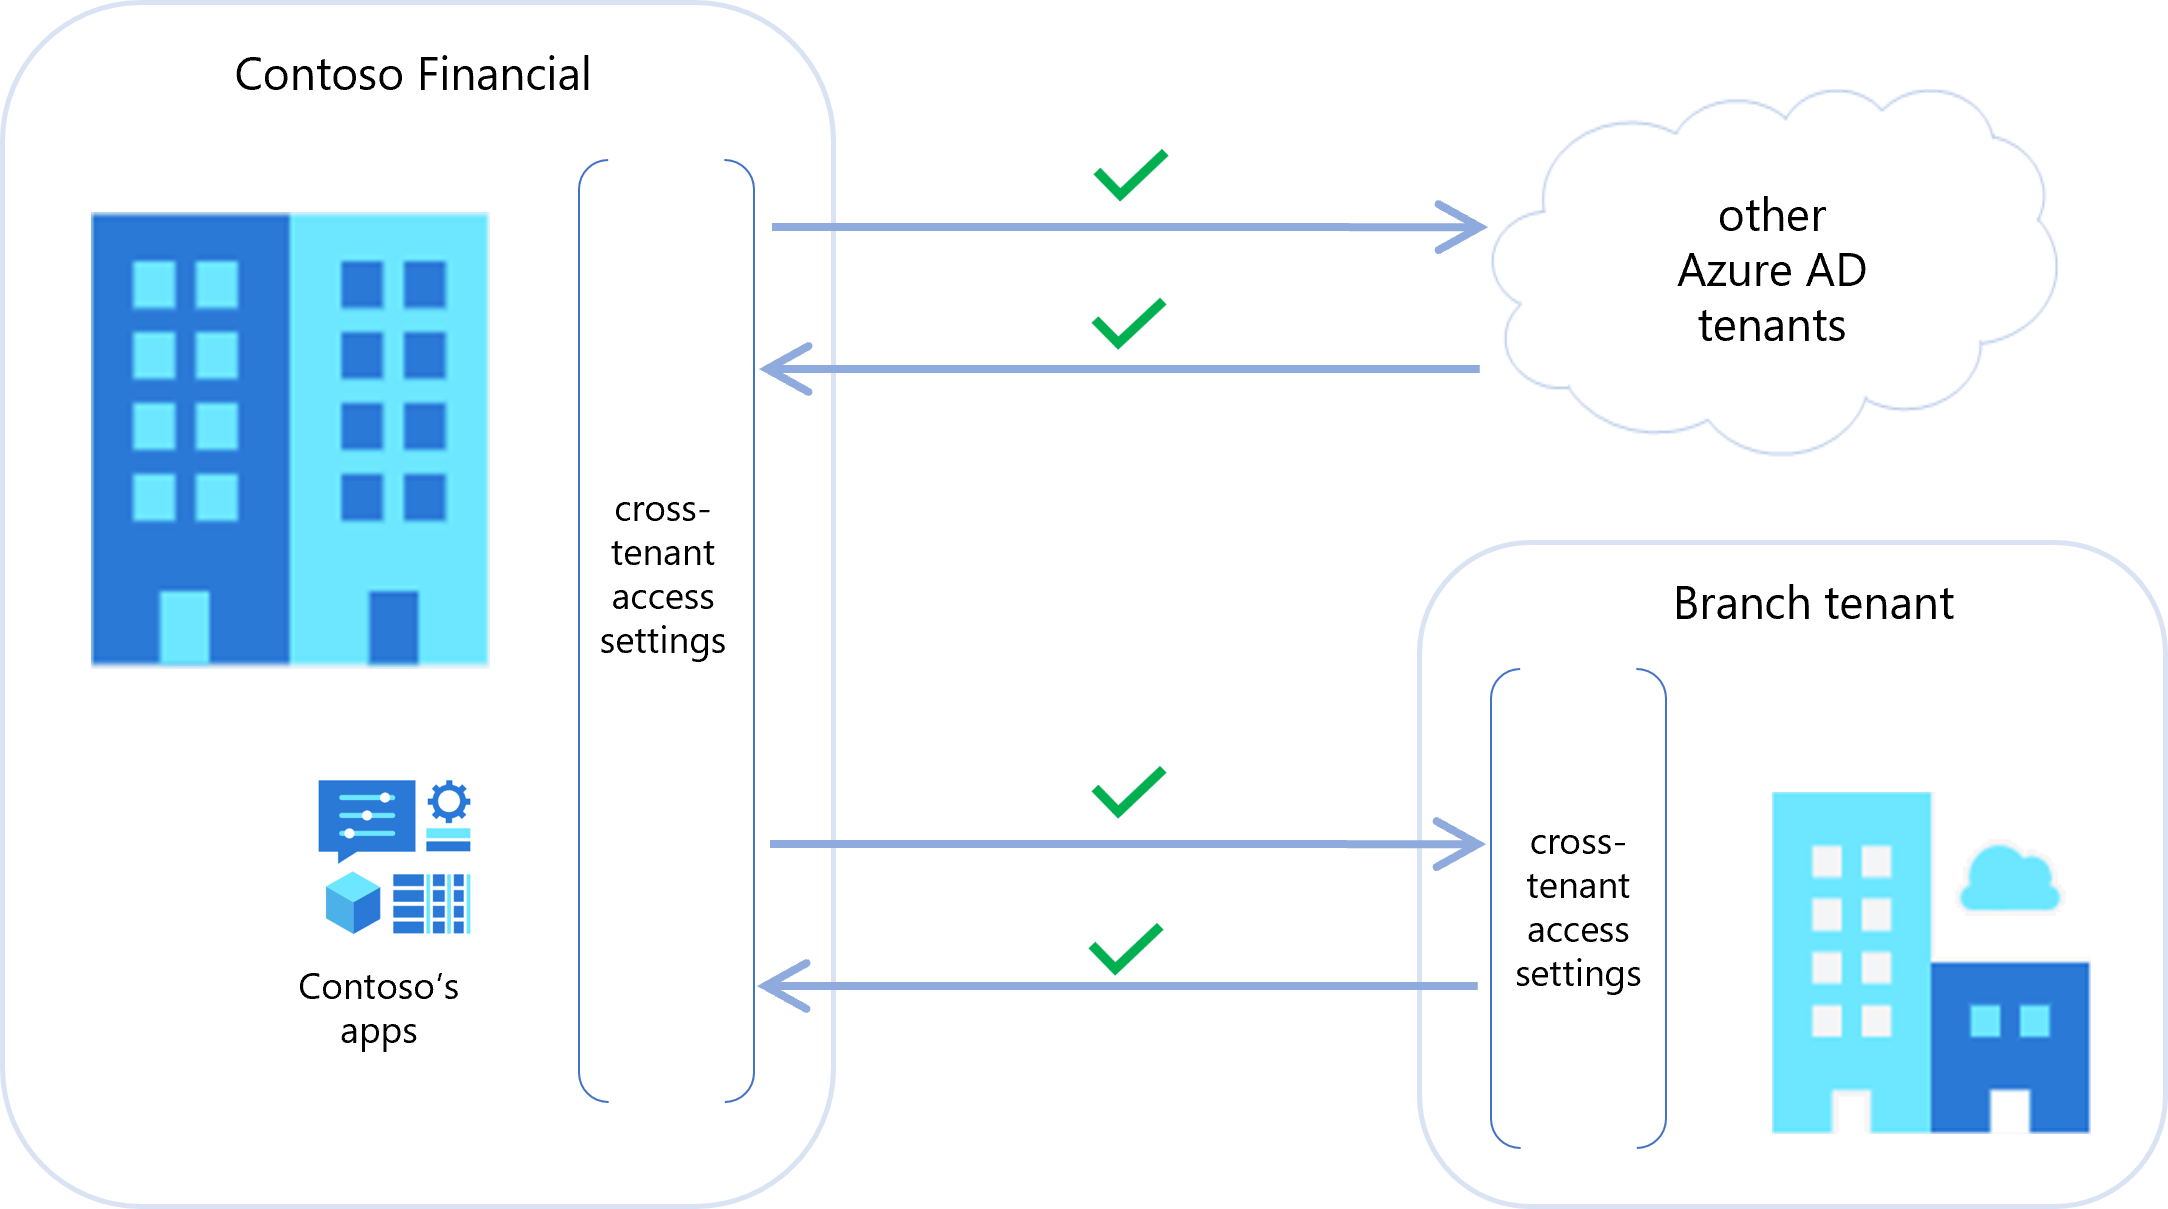 Contoso Financial
other
Azure AD
tenants
cross-
tenant
access
settings
Branch tenant
cross-
tenant
access
settings
Contoso‘s
apps